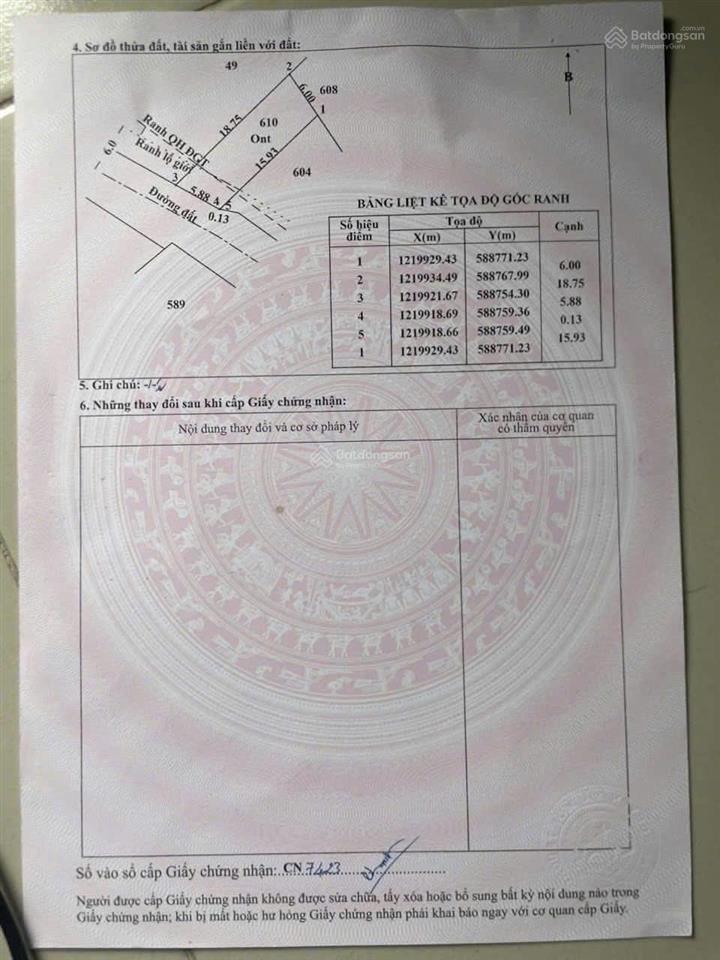 Batdongsan.com.vn
by PropertyGuru
4. Sơ đồ thửa đất, tài sản gắn liền với đất:
49
2
B
6.00
608
1
18.75
610
Ont
15.93
604
Ranh QH ĐGT
Ranh lộ giới
6.0
3
5.88
4
5
0.13
Đường đất
589
BẢNG LIỆT KÊ TỌA ĐỘ GÓC RANH
Số hiệu điểm Tọa độ Cạnh
X(m) Y(m)
1 1219929.43 588771.23
6.00
2 1219934.49 588767.99
18.75
3 1219921.67 588754.30
5.88
4 1219918.69 588759.36
0.13
5 1219918.66 588759.49
15.93
1 1219929.43 588771.23
5. Ghi chú: -/-
6. Những thay đổi sau khi cấp Giấy chứng nhận:
Nội dung thay đổi và cơ sở pháp lý
Xác nhận của cơ quan
có thẩm quyền
Batdongsan
by PropertyGuru
Số vào sổ cấp Giấy chứng nhận:..CN 7423
Người được cấp Giấy chứng nhận không được sửa chữa, tẩy xóa hoặc bổ sung bất kỳ nội dung nào trong
Giấy chứng nhận; khi bị mất hoặc hư hỏng Giấy chứng nhận phải khai báo ngay với cơ quan cấp Giấy.